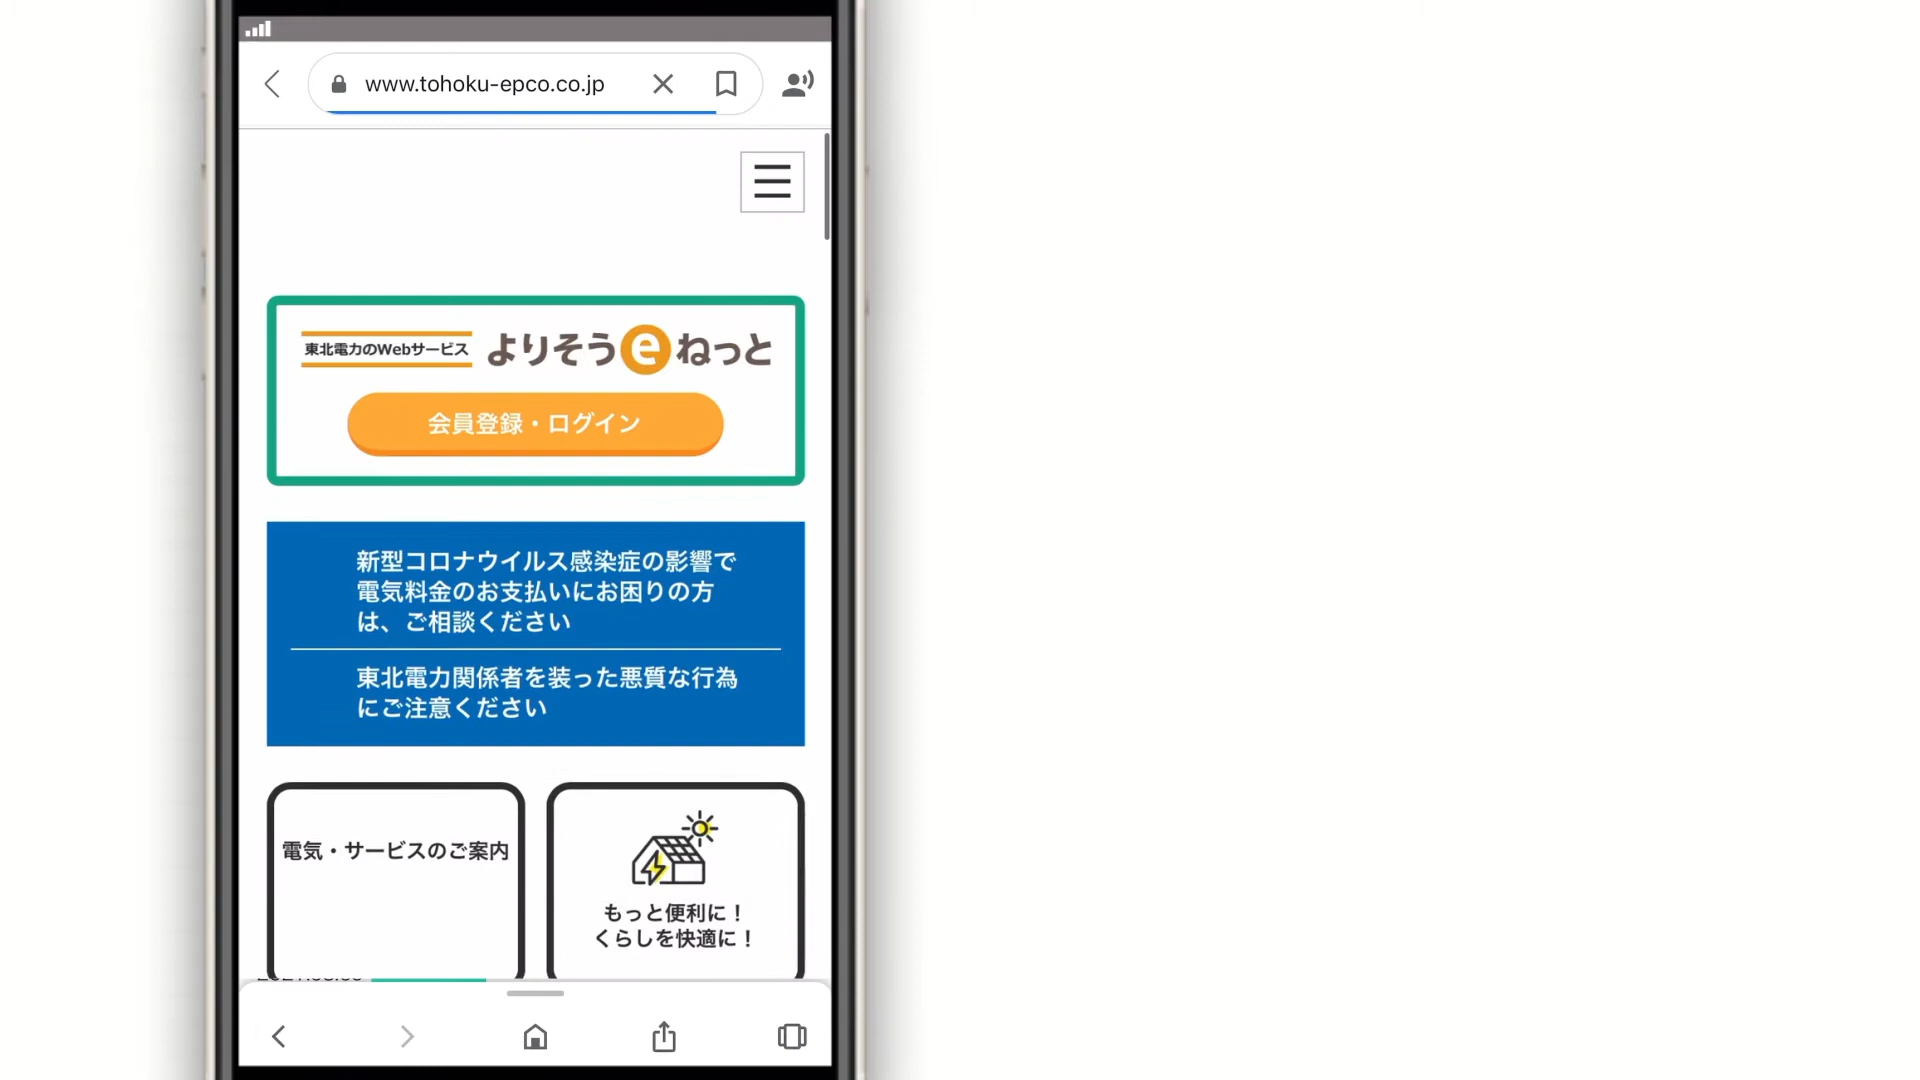 www.tohoku-epco.co.jp
東北電力のWebサービス よりそうeねっと
会員登録・ログイン
新型コロナウイルス感染症の影響で
電気料金のお支払いにお困りの方
は、ご相談ください
東北電力関係者を装った悪質な行為
にご注意ください
電気・サービスのご案内
もっと便利に！
くらしを快適に！